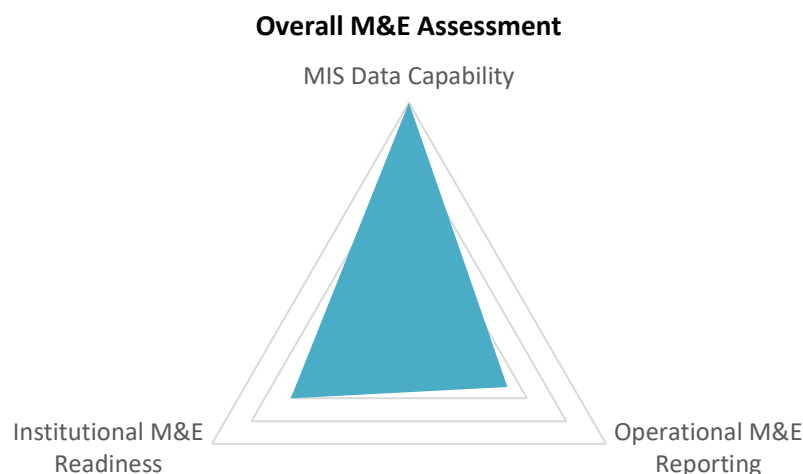 Overall M&E Assessment
MIS Data Capability
Institutional M&E
Readiness
Operational M&E
Reporting